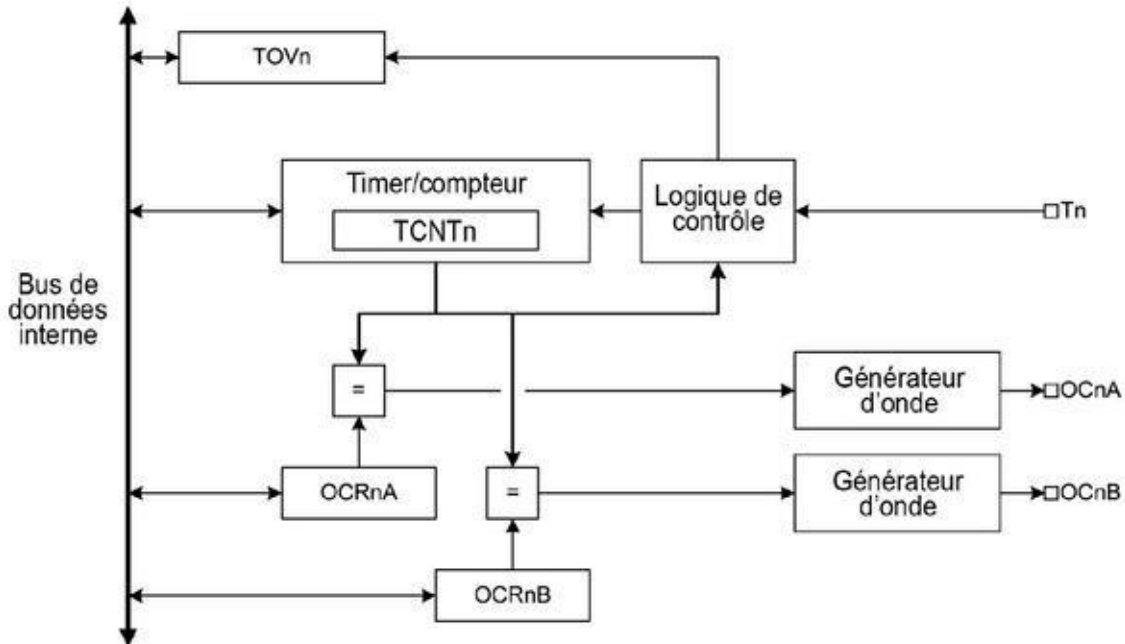 TOVn
Timer/compteur
TCNTn
Logique de
contrôle
Tn
Bus de
données
interne
=
Générateur
d'onde
OCnA
OCRnA
=
Générateur
d'onde
OCnB
OCRnB